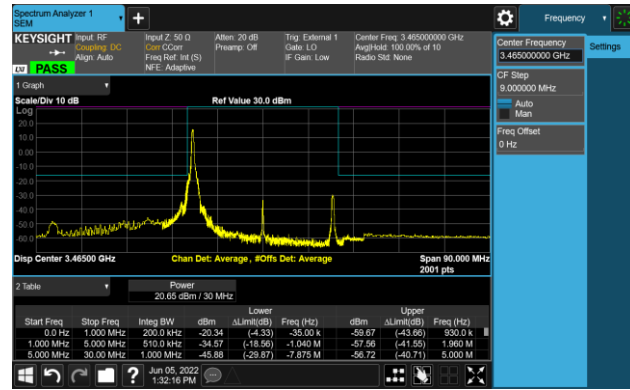 Spectrum Analyzer 1
SEM
+
Frequency
KEYSIGHT
Input: RF
Coupling: DC
Align: Auto
Input Z: 50 Ω
Corr CCorr
Freq Ref: Int (S)
NFE: Adaptive
Atten: 20 dB
Preamp: Off
Trig: External 1
Gate: LO
IF Gain: Low
Center Freq: 3.465000000 GHz
Avg|Hold: 100.00% of 10
Radio Std: None
LXI PASS
Center Frequency
3.465000000 GHz
Settings
CF Step
9.000000 MHz
Auto
Man
Freq Offset
0 Hz
1 Graph
Scale/Div 10 dB
Ref Value 30.0 dBm
Log
20.0
10.0
0.00
-10.0
-20.0
-30.0
-40.0
-50.0
-60.0
Disp Center 3.46500 GHz
Chan Det: Average, #Offs Det: Average
Span 90.000 MHz
2001 pts
2 Table
Power
20.65 dBm / 30 MHz
Lower Upper
Start Freq Stop Freq Integ BW dBm ΔLimit(dB) Freq (Hz) dBm ΔLimit(dB) Freq (Hz)
0.0 Hz 1.000 MHz 200.0 kHz -20.34 (-4.33) -35.00 k -59.67 (-43.66) 930.0 k
1.000 MHz 5.000 MHz 510.0 kHz -34.57 (-18.56) -1.040 M -57.56 (-41.55) 1.960 M
5.000 MHz 30.00 MHz 1.000 MHz -45.88 (-29.87) -7.875 M -56.72 (-40.71) 5.000 M
?
Jun 05, 2022
1:32:16 PM